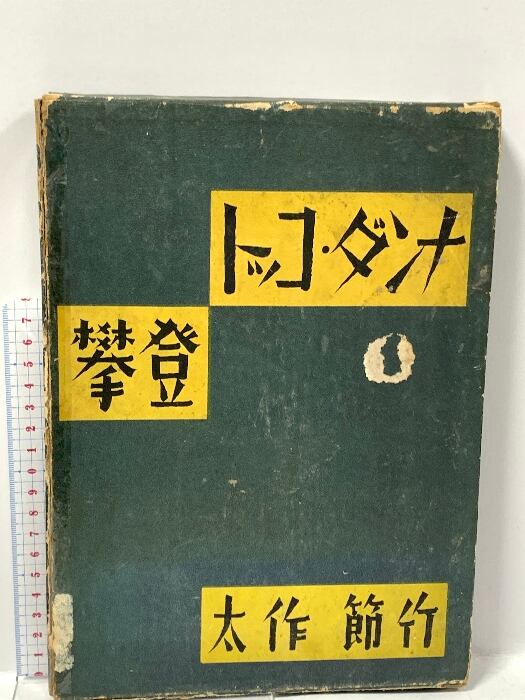 ナンダ・コット
登攀
竹節 作太